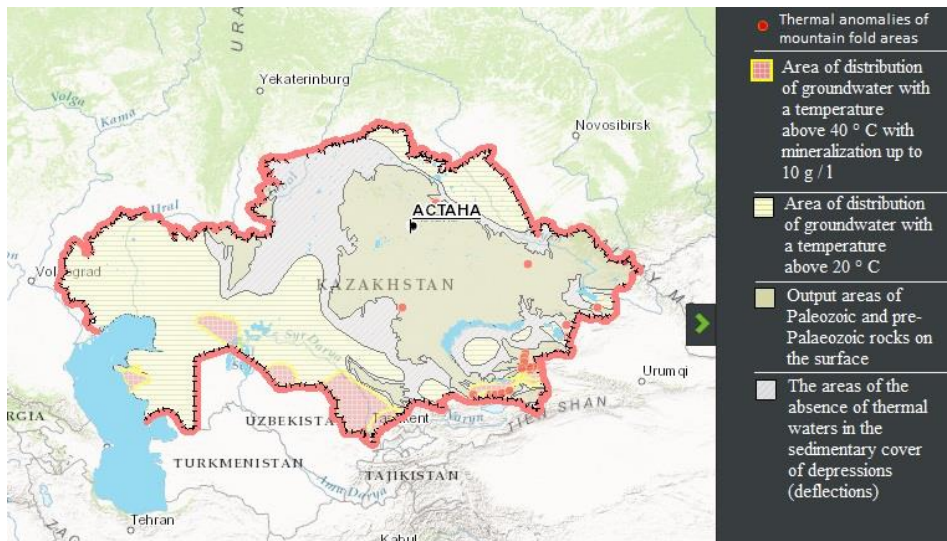 URA
Yekaterinburg
Volga
Kama
Novosibirsk
Ural
АСТАНА
Volgograd
KAZAKHSTAN
Syr Darya
Urumqi
UZBEKISTA
Tashkent
Naryn
TIEN SHAN
TURKMENISTAN
Amu Darya
TAJIKISTAN
Tehran
ZAG
Kabul
Thermal anomalies of
mountain fold areas
Area of distribution
of groundwater with
a temperature
above 40 ° C with
mineralization up to
10 g / l
Area of distribution
of groundwater with
a temperature
above 20 ° C
Output areas of
Paleozoic and pre-
Palaeozoic rocks on
the surface
The areas of the
absence of thermal
waters in the
sedimentary cover
of depressions
(deflections)